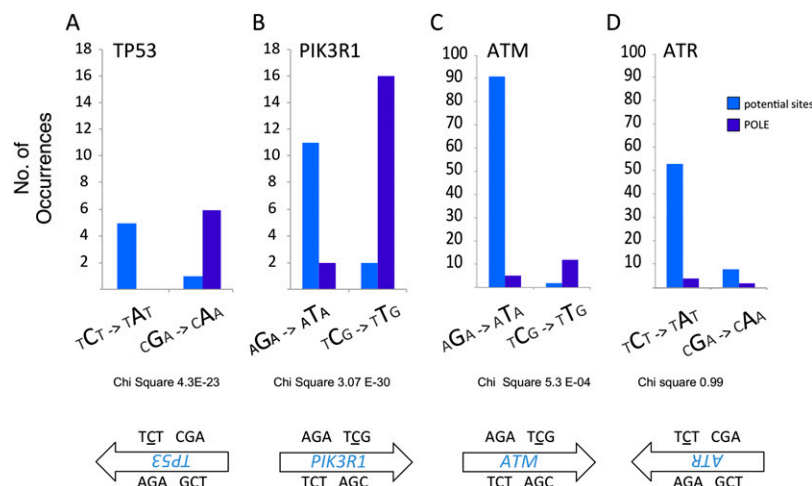 A
B
C
D
TP53
PIK3R1
ATM
ATR
No. of
Occurrences
18
16
14
12
10
8
6
4
2
18
16
14
12
10
8
6
4
2
100
90
80
70
60
50
40
30
20
10
100
90
80
70
60
50
40
30
20
10
potential sites
POLE
TCT -> TAT
CGA -> CAA
AGA -> ATA
TCG -> TTG
AGA -> ATA
TCG -> TTG
TCT -> TAT
CGA -> CAA
Chi Square 4.3E-23
Chi Square 3.07 E-30
Chi Square 5.3 E-04
Chi square 0.99
TCT CGA
TP53
AGA GCT
AGA TCG
PIK3R1
TCT AGC
AGA TCG
ATM
TCT AGC
TCT CGA
ATR
AGA GCT